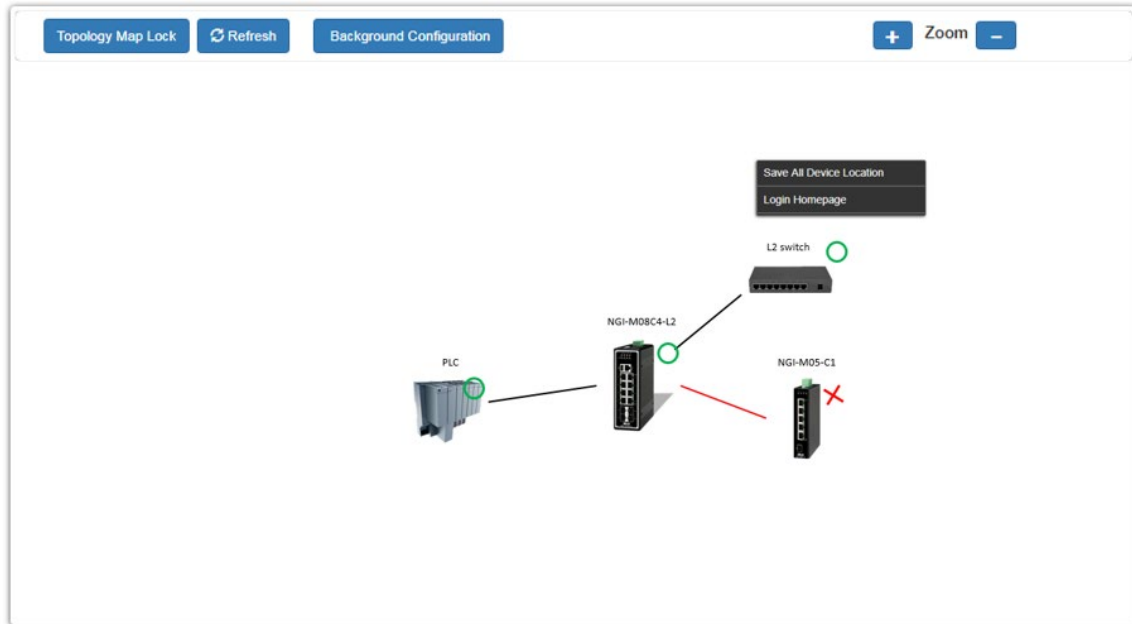 Topology Map Lock
Refresh
Background Configuration
+ Zoom −
Save All Device Location
Login Homepage
L2 switch
NGI-M08C4-L2
PLC
NGI-M05-C1